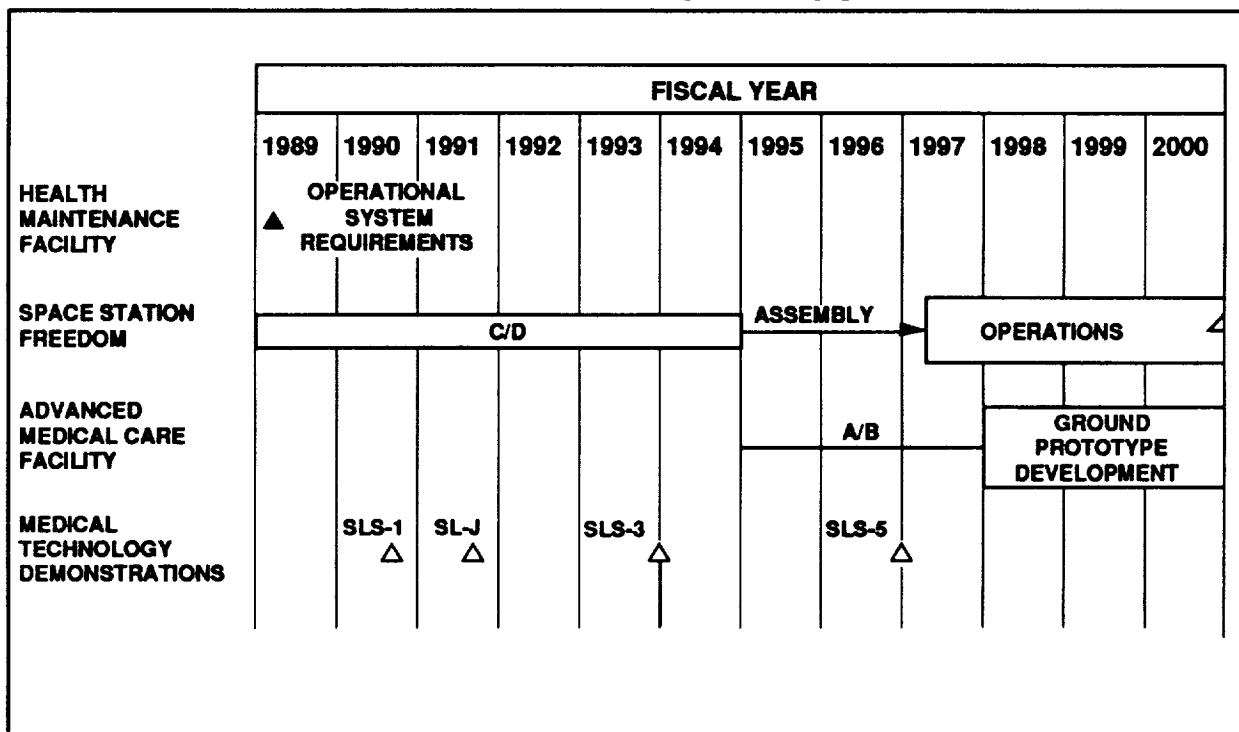 FISCAL YEAR
1989 1990 1991 1992 1993 1994 1995 1996 1997 1998 1999 2000
HEALTH
MAINTENANCE
FACILITY
OPERATIONAL
SYSTEM
REQUIREMENTS
SPACE STATION
FREEDOM
C/D
ASSEMBLY
OPERATIONS
ADVANCED
MEDICAL CARE
FACILITY
A/B
GROUND
PROTOTYPE
DEVELOPMENT
MEDICAL
TECHNOLOGY
DEMONSTRATIONS
SLS-1 SL-J SLS-3 SLS-5